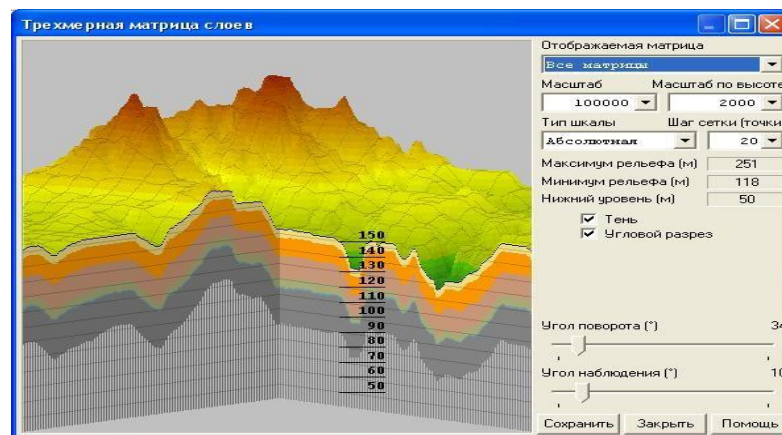 Трехмерная матрица слоев
Отображаемая матрица
Все матрицы
Масштаб Масштаб по высоте
100000 2000
Тип шкалы Шаг сетки (точки
Абсолютная 20
Максимум рельефа (м) 251
Минимум рельефа (м) 118
Нижний уровень (м) 50
Тень
Угловой разрез
150
140
130
120
110
100
90
80
70
60
50
Угол поворота (°) 34
Угол наблюдения (°) 10
Сохранить Закрыть Помощь